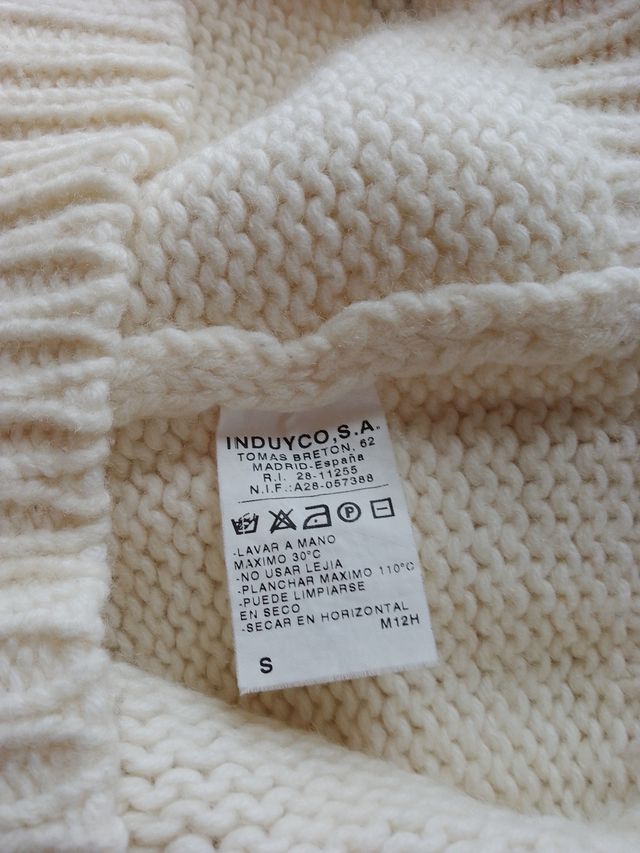 INDUYCO, S.A.
TOMAS BRETON, 62
MADRID-España
R.I. 28-11255
N.I.F.: A28-057388
P
-LAVAR A MANO
MAXIMO 30°C
-NO USAR LEJIA
-PLANCHAR MAXIMO 110°C
-PUEDE LIMPIARSE
EN SECO
-SECAR EN HORIZONTAL
M12H
S